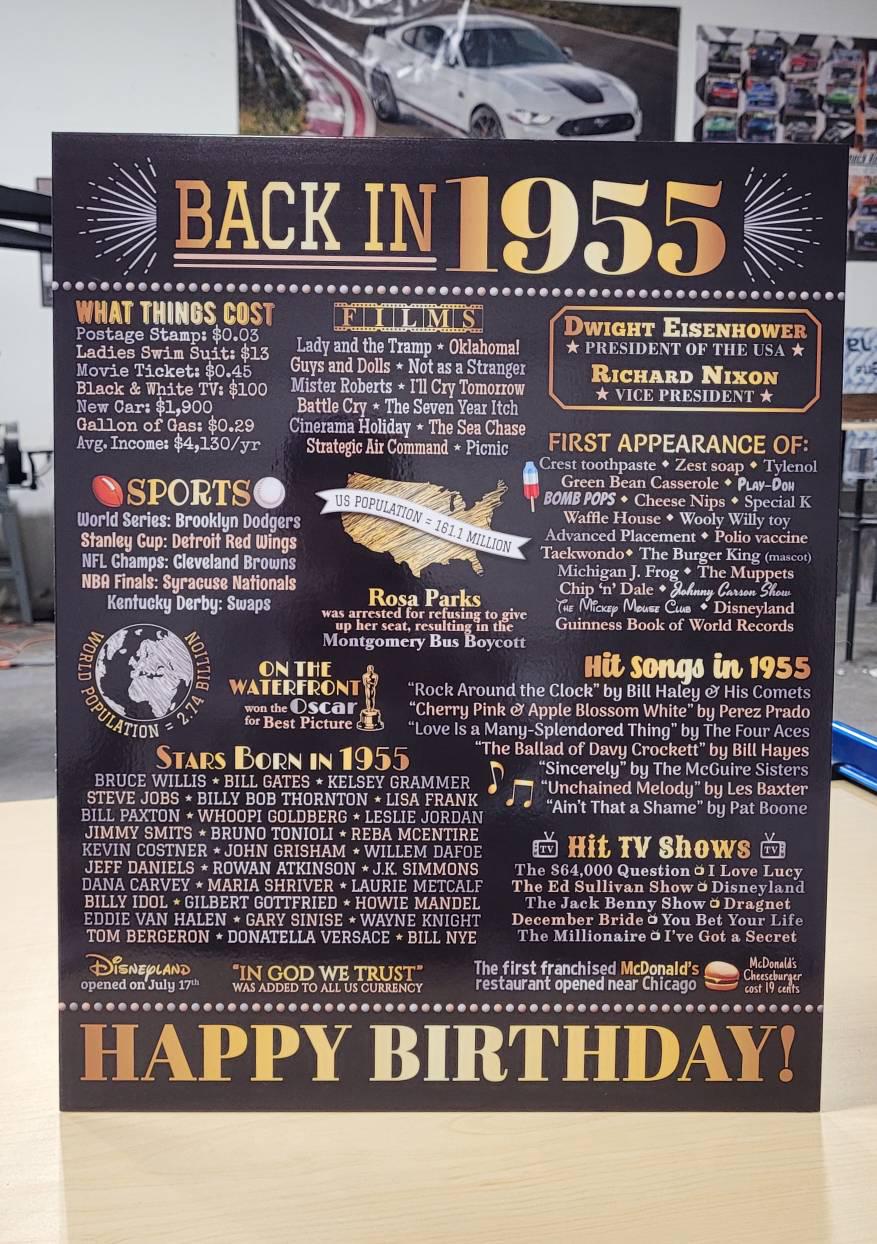 BACK IN 1955
WHAT THINGS COST
Postage Stamp: $0.03
Ladies Swim Suit: $13
Movie Ticket: $0.45
Black & White TV: $100
New Car: $1,900
Gallon of Gas: $0.29
Avg. Income: $4,130/yr
FILMS
Lady and the Tramp ⋆ Oklahoma!
Guys and Dolls ⋆ Not as a Stranger
Mister Roberts ⋆ I'll Cry Tomorrow
Battle Cry ⋆ The Seven Year Itch
Cinerama Holiday ⋆ The Sea Chase
Strategic Air Command ⋆ Picnic
DWIGHT EISENHOWER
★ PRESIDENT OF THE USA ★
RICHARD NIXON
★ VICE PRESIDENT ★
FIRST APPEARANCE OF:
Crest toothpaste ◆ Zest soap ◆ Tylenol
Green Bean Casserole ◆ PLAY-DOH
BOMB POPS ◆ Cheese Nips ◆ Special K
Waffle House ◆ Wooly Willy toy
Advanced Placement ◆ Polio vaccine
Taekwondo ◆ The Burger King (mascot)
Michigan J. Frog ◆ The Muppets
Chip 'n' Dale ◆ Johnny Carson Show
THE MICKEY MOUSE CLUB ◆ Disneyland
Guinness Book of World Records
SPORTS
World Series: Brooklyn Dodgers
Stanley Cup: Detroit Red Wings
NFL Champs: Cleveland Browns
NBA Finals: Syracuse Nationals
Kentucky Derby: Swaps
US POPULATION = 161.1 MILLION
Rosa Parks
was arrested for refusing to give
up her seat, resulting in the
Montgomery Bus Boycott
WORLD POPULATION = 2.74 BILLION
ON THE
WATERFRONT
won the Oscar
for Best Picture
Hit Songs in 1955
"Rock Around the Clock" by Bill Haley & His Comets
"Cherry Pink & Apple Blossom White" by Perez Prado
"Love Is a Many-Splendored Thing" by The Four Aces
"The Ballad of Davy Crockett" by Bill Hayes
"Sincerely" by The McGuire Sisters
"Unchained Melody" by Les Baxter
"Ain't That a Shame" by Pat Boone
STARS BORN IN 1955
BRUCE WILLIS ⋆ BILL GATES ⋆ KELSEY GRAMMER
STEVE JOBS ⋆ BILLY BOB THORNTON ⋆ LISA FRANK
BILL PAXTON ⋆ WHOOPI GOLDBERG ⋆ LESLIE JORDAN
JIMMY SMITS ⋆ BRUNO TONIOLI ⋆ REBA MCENTIRE
KEVIN COSTNER ⋆ JOHN GRISHAM ⋆ WILLEM DAFOE
JEFF DANIELS ⋆ ROWAN ATKINSON ⋆ J.K. SIMMONS
DANA CARVEY ⋆ MARIA SHRIVER ⋆ LAURIE METCALF
BILLY IDOL ⋆ GILBERT GOTTFRIED ⋆ HOWIE MANDEL
EDDIE VAN HALEN ⋆ GARY SINISE ⋆ WAYNE KNIGHT
TOM BERGERON ⋆ DONATELLA VERSACE ⋆ BILL NYE
TV Hit TV Shows TV
The $64,000 Question I Love Lucy
The Ed Sullivan Show Disneyland
The Jack Benny Show Dragnet
December Bride You Bet Your Life
The Millionaire I've Got a Secret
DISNEYLAND
opened on July 17th
"IN GOD WE TRUST"
WAS ADDED TO ALL US CURRENCY
The first franchised McDonald's
restaurant opened near Chicago
McDonald's
Cheeseburger
cost 19 cents
HAPPY BIRTHDAY!